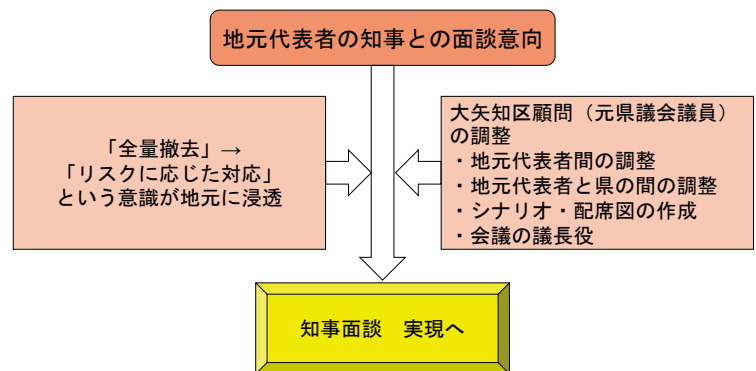 地元代表者の知事との面談意向
「全量撤去」→
「リスクに応じた対応」
という意識が地元に浸透
大矢知区顧問（元県議会議員）
の調整
・地元代表者間の調整
・地元代表者と県の間の調整
・シナリオ・配席図の作成
・会議の議長役
知事面談　実現へ